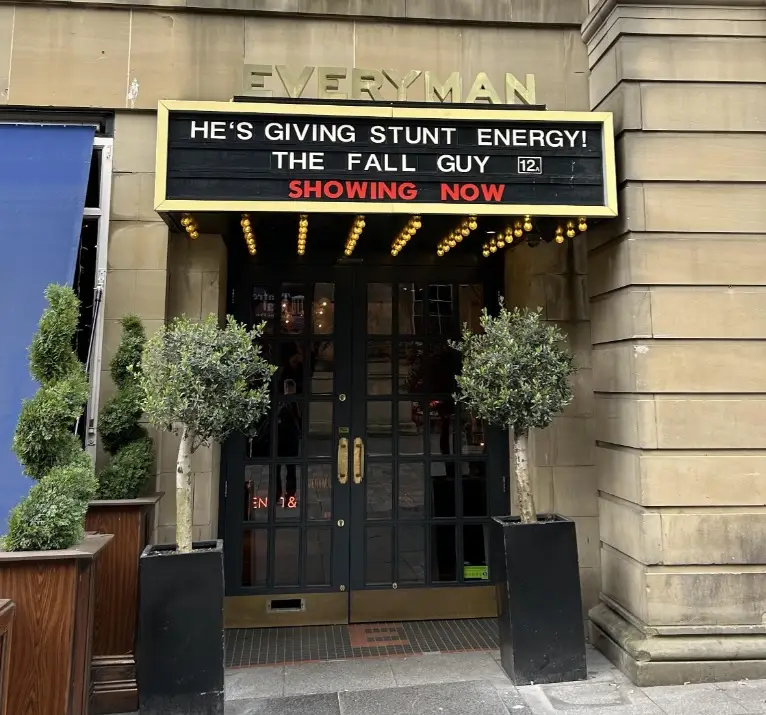 EVERYMAN
HE'S GIVING STUNT ENERGY!
THE FALL GUY 12A
SHOWING NOW